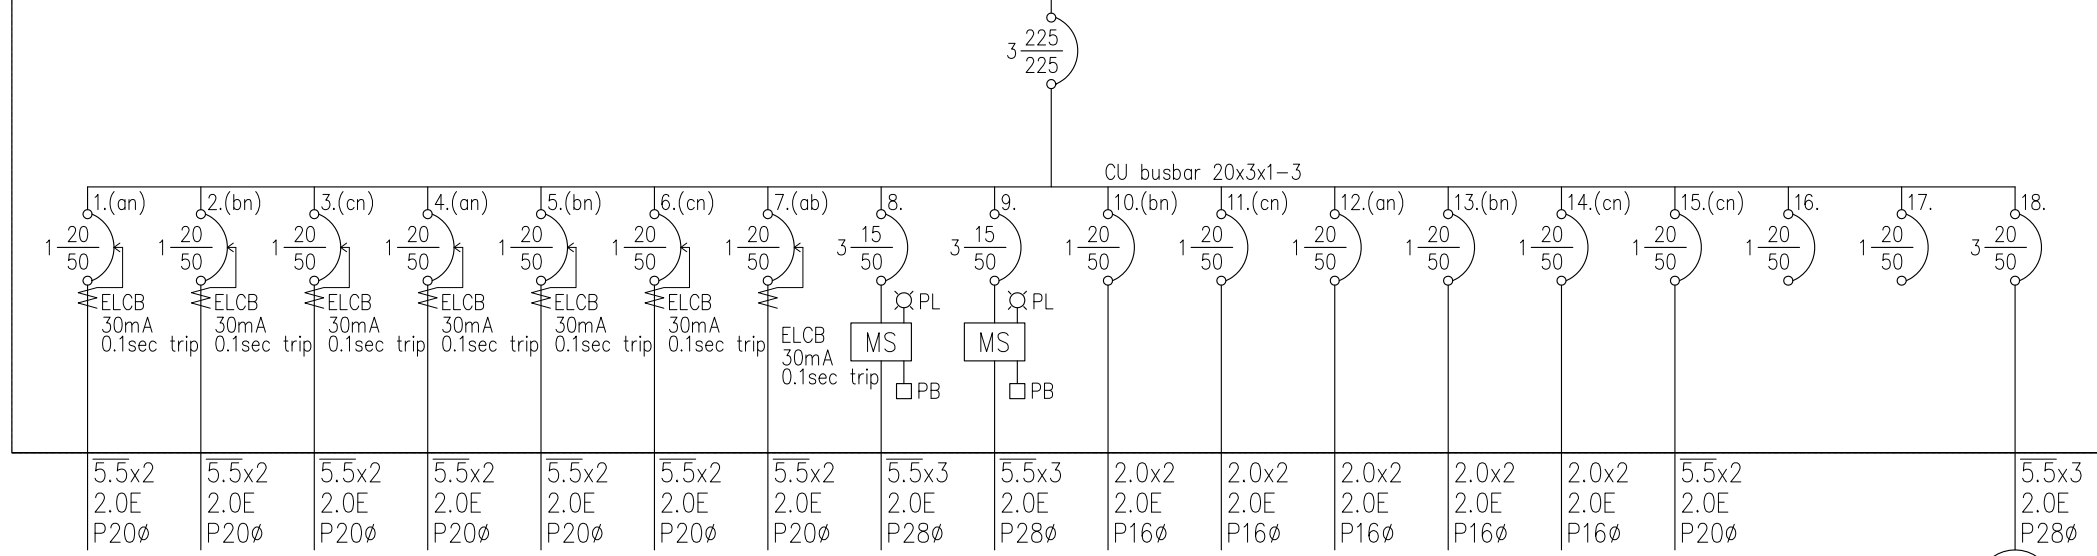 3 225
225
CU busbar 20x3x1-3
1.(an) 2.(bn) 3.(cn) 4.(an) 5.(bn) 6.(cn) 7.(ab) 8. 9. 10.(bn) 11.(cn) 12.(an) 13.(bn) 14.(cn) 15.(cn) 16. 17. 18.
1 20 1 20 1 20 1 20 1 20 1 20 1 20 3 15 3 15 1 20 1 20 1 20 1 20 1 20 1 20 1 20 1 20 3 20
50 50 50 50 50 50 50 50 50 50 50 50 50 50 50 50 50 50
ELCB ELCB ELCB ELCB ELCB ELCB PL PL
30mA 30mA 30mA 30mA 30mA 30mA
0.1sec trip 0.1sec trip 0.1sec trip 0.1sec trip 0.1sec trip 0.1sec trip
ELCB MS MS
30mA
0.1sec trip
PB PB
5.5x2 5.5x2 5.5x2 5.5x2 5.5x2 5.5x2 5.5x2 5.5x3 5.5x3 2.0x2 2.0x2 2.0x2 2.0x2 2.0x2 5.5x2 5.5x3
2.0E 2.0E 2.0E 2.0E 2.0E 2.0E 2.0E 2.0E 2.0E 2.0E 2.0E 2.0E 2.0E 2.0E 2.0E 2.0E
P20ø P20ø P20ø P20ø P20ø P20ø P20ø P28ø P28ø P16ø P16ø P16ø P16ø P16ø P20ø P28ø